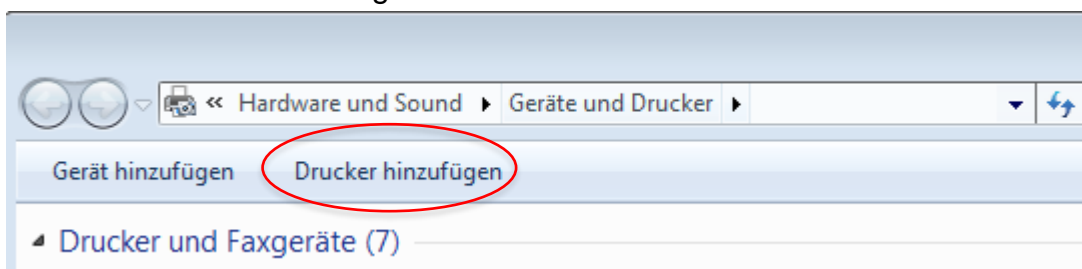 « Hardware und Sound Geräte und Drucker
Gerät hinzufügen Drucker hinzufügen
Drucker und Faxgeräte (7)